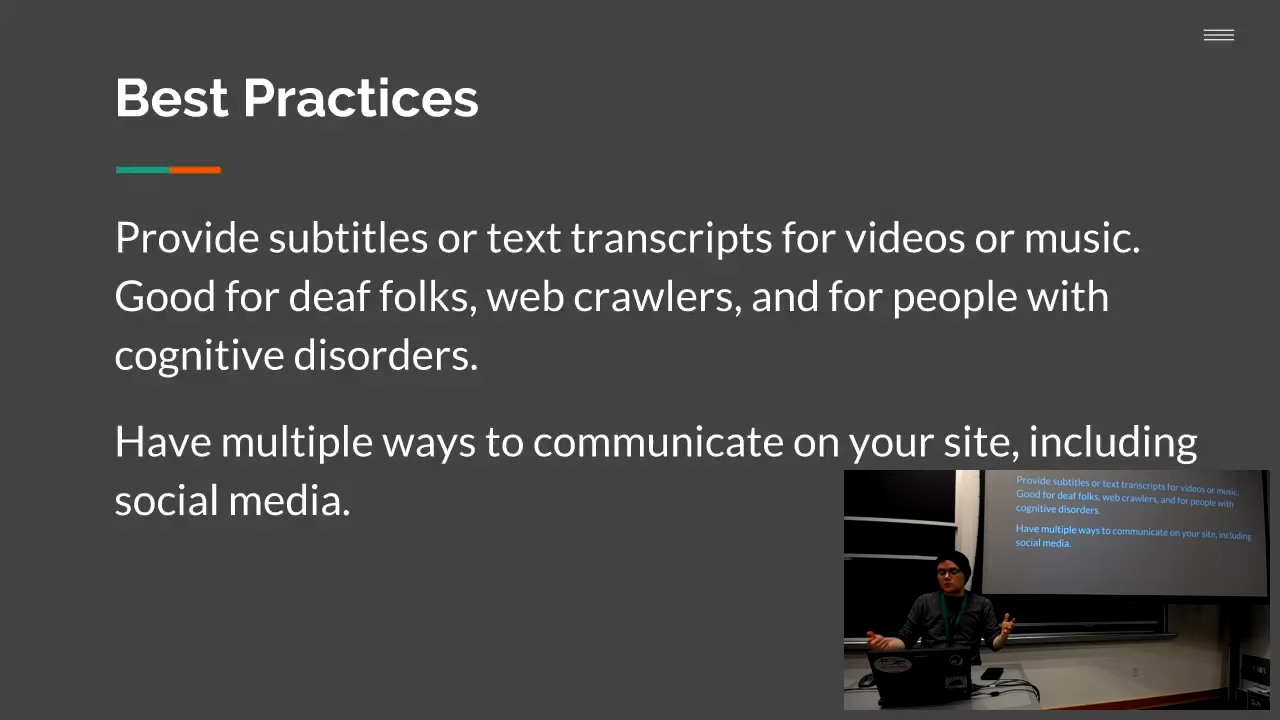 Best Practices
Provide subtitles or text transcripts for videos or music.
Good for deaf folks, web crawlers, and for people with
cognitive disorders.
Have multiple ways to communicate on your site, including
social media.
Provide subtitles or text transcripts for videos or music.
Good for deaf folks, web crawlers, and for people with
cognitive disorders.
Have multiple ways to communicate on your site, including
social media.